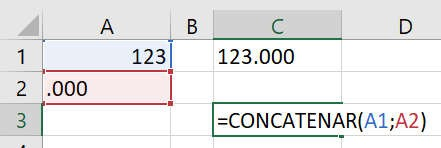 A B C D
1 123 123.000
2 .000
3 =CONCATENAR(A1;A2)